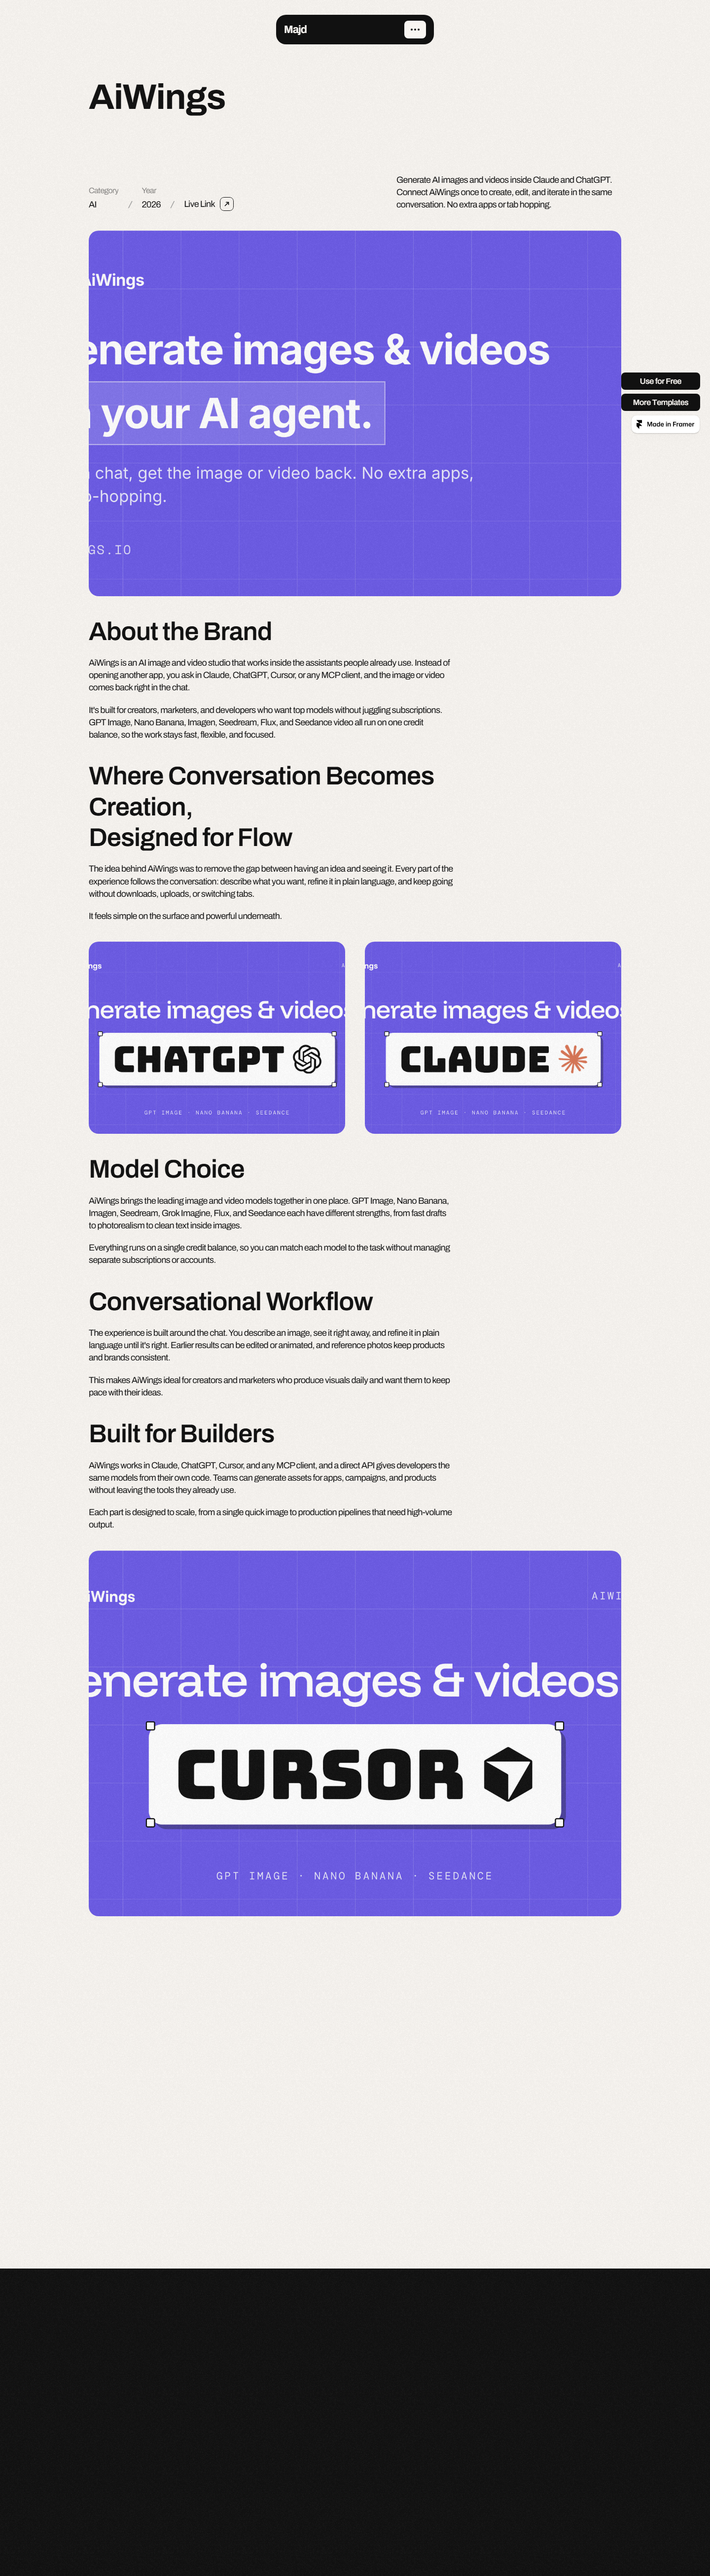 Majd
AiWings
Category
Year
AI
/
2026
/
Live Link
Generate AI images and videos inside Claude and ChatGPT.
Connect AiWings once to create, edit, and iterate in the same
conversation. No extra apps or tab hopping.
AiWings
enerate images & videos
your AI agent.
chat, get the image or video back. No extra apps,
-hopping.
GS.IO
Use for Free
More Templates
Made in Framer
About the Brand
AiWings is an AI image and video studio that works inside the assistants people already use. Instead of
opening another app, you ask in Claude, ChatGPT, Cursor, or any MCP client, and the image or video
comes back right in the chat.
It's built for creators, marketers, and developers who want top models without juggling subscriptions.
GPT Image, Nano Banana, Imagen, Seedream, Flux, and Seedance video all run on one credit
balance, so the work stays fast, flexible, and focused.
Where Conversation Becomes
Creation,
Designed for Flow
The idea behind AiWings was to remove the gap between having an idea and seeing it. Every part of the
experience follows the conversation: describe what you want, refine it in plain language, and keep going
without downloads, uploads, or switching tabs.
It feels simple on the surface and powerful underneath.
ngs
A
nerate images & videos
CHATGPT
GPT IMAGE · NANO BANANA · SEEDANCE
ngs
A
nerate images & videos
CLAUDE
GPT IMAGE · NANO BANANA · SEEDANCE
Model Choice
AiWings brings the leading image and video models together in one place. GPT Image, Nano Banana,
Imagen, Seedream, Grok Imagine, Flux, and Seedance each have different strengths, from fast drafts
to photorealism to clean text inside images.
Everything runs on a single credit balance, so you can match each model to the task without managing
separate subscriptions or accounts.
Conversational Workflow
The experience is built around the chat. You describe an image, see it right away, and refine it in plain
language until it's right. Earlier results can be edited or animated, and reference photos keep products
and brands consistent.
This makes AiWings ideal for creators and marketers who produce visuals daily and want them to keep
pace with their ideas.
Built for Builders
AiWings works in Claude, ChatGPT, Cursor, and any MCP client, and a direct API gives developers the
same models from their own code. Teams can generate assets for apps, campaigns, and products
without leaving the tools they already use.
Each part is designed to scale, from a single quick image to production pipelines that need high-volume
output.
iWings
AIWI
enerate images & videos
CURSOR
GPT IMAGE · NANO BANANA · SEEDANCE